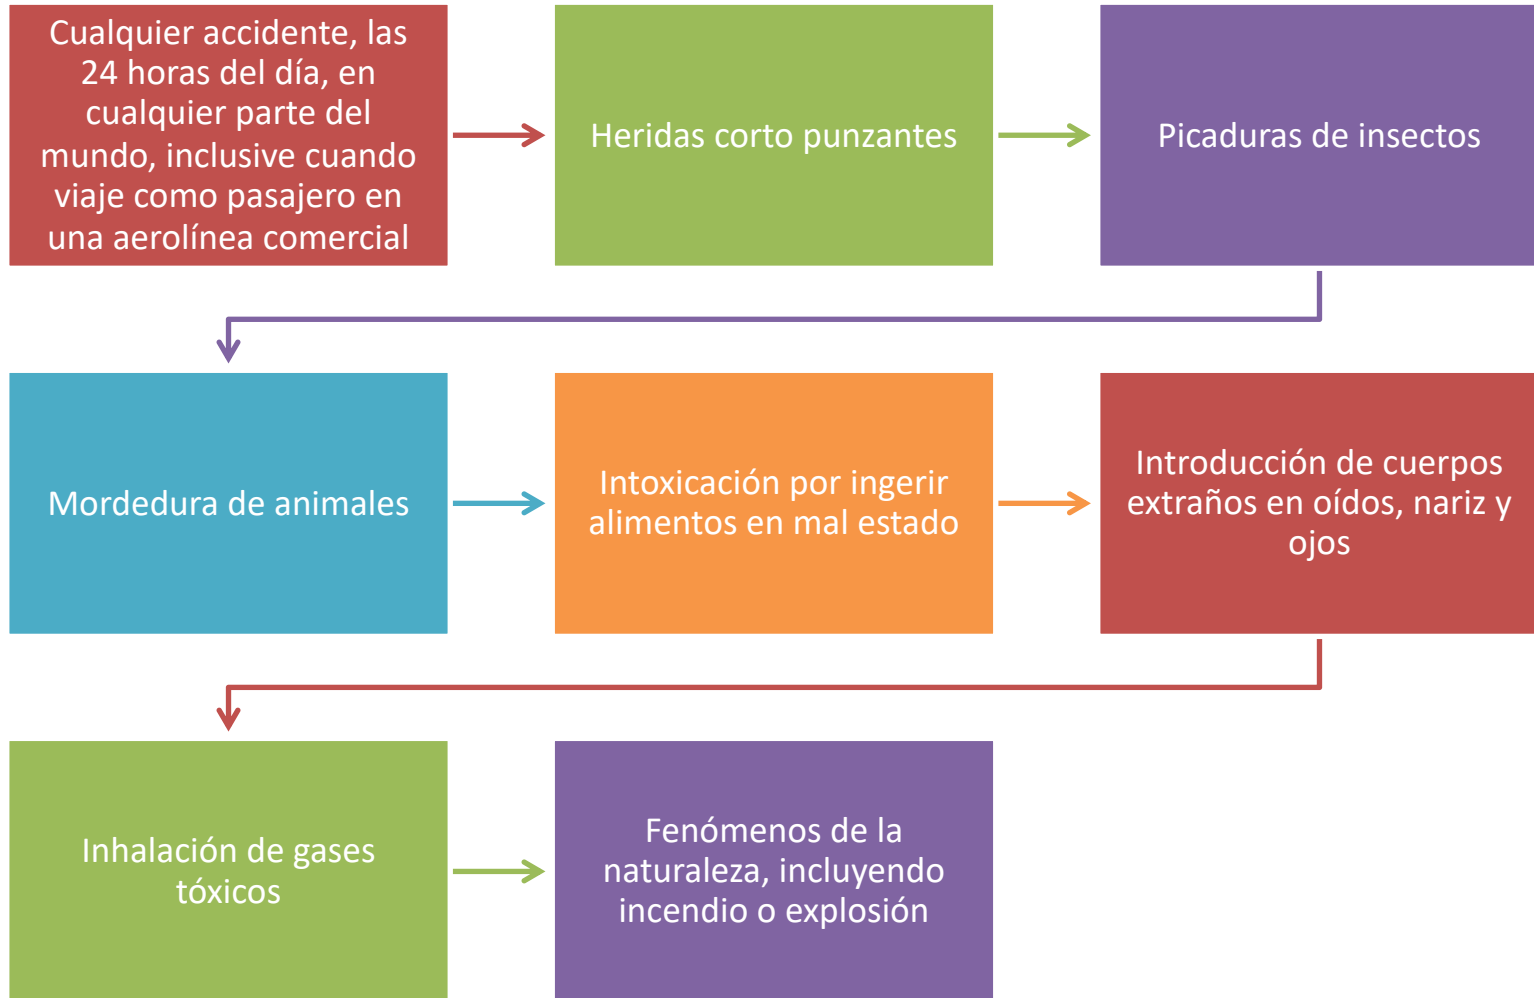 Cualquier accidente, las
24 horas del día, en
cualquier parte del
mundo, inclusive cuando
viaje como pasajero en
una aerolínea comercial
Heridas corto punzantes
Picaduras de insectos
Mordedura de animales
Intoxicación por ingerir
alimentos en mal estado
Introducción de cuerpos
extraños en oídos, nariz y
ojos
Inhalación de gases
tóxicos
Fenómenos de la
naturaleza, incluyendo
incendio o explosión